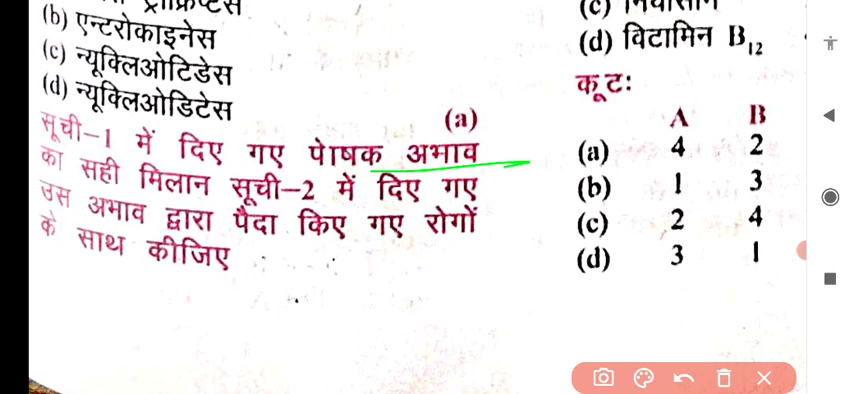 (b) एन्टरोकाइनेस
(c) न्यूक्लिओटिडेस
(d) न्यूक्लिओडिटेस
(a)
सूची-1 में दिए गए पोषक अभाव
का सही मिलान सूची-2 में दिए गए
उस अभाव द्वारा पैदा किए गए रोगों
के साथ कीजिए
(d) विटामिन B12
कूटः
A B
(a) 4 2
(b) 1 3
(c) 2 4
(d) 3 1